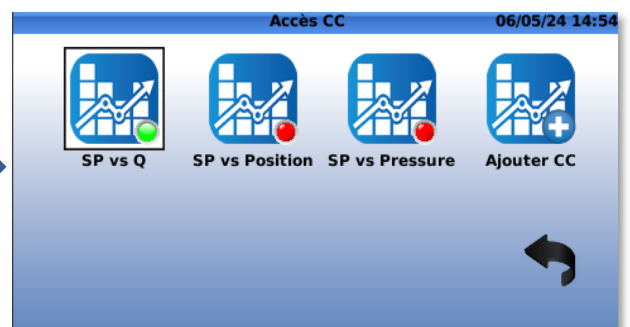 Accès CC 06/05/24 14:54
SP vs Q SP vs Position SP vs Pressure Ajouter CC